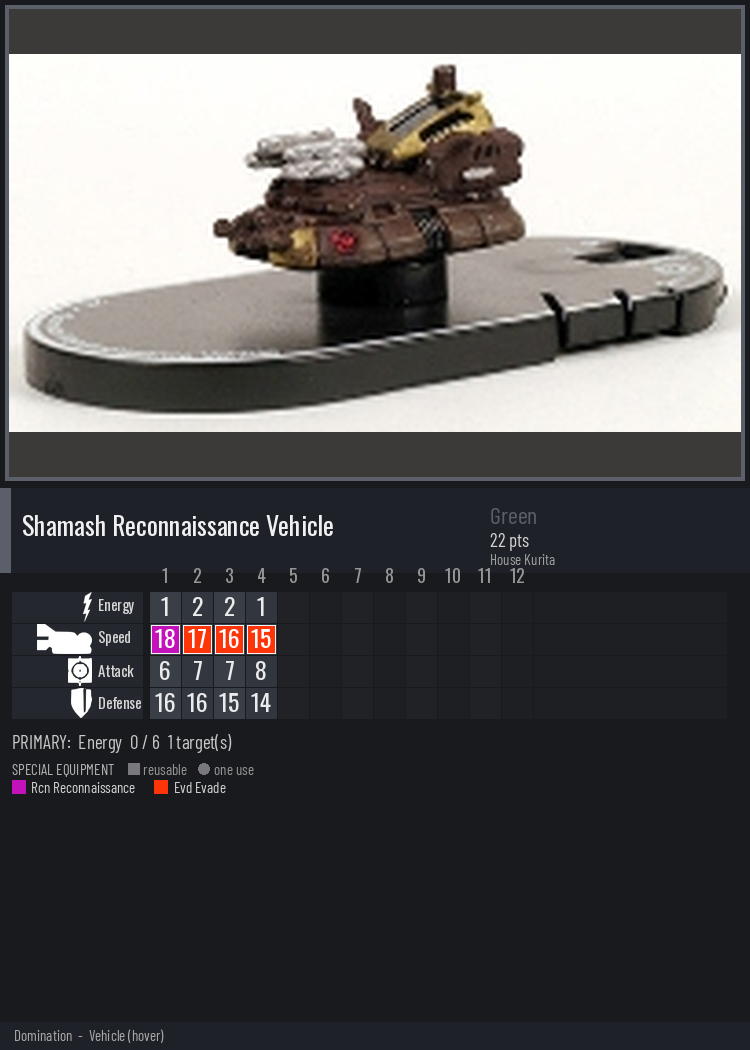 Shamash Reconnaissance Vehicle
Green
22 pts
House Kurita
1 2 3 4 5 6 7 8 9 10 11 12
Energy 1 2 2 1
Speed 18 17 16 15
Attack 6 7 7 8
Defense 16 16 15 14
PRIMARY: Energy 0 / 6 1 target(s)
SPECIAL EQUIPMENT reusable one use
Rcn Reconnaissance Evd Evade
Domination - Vehicle (hover)